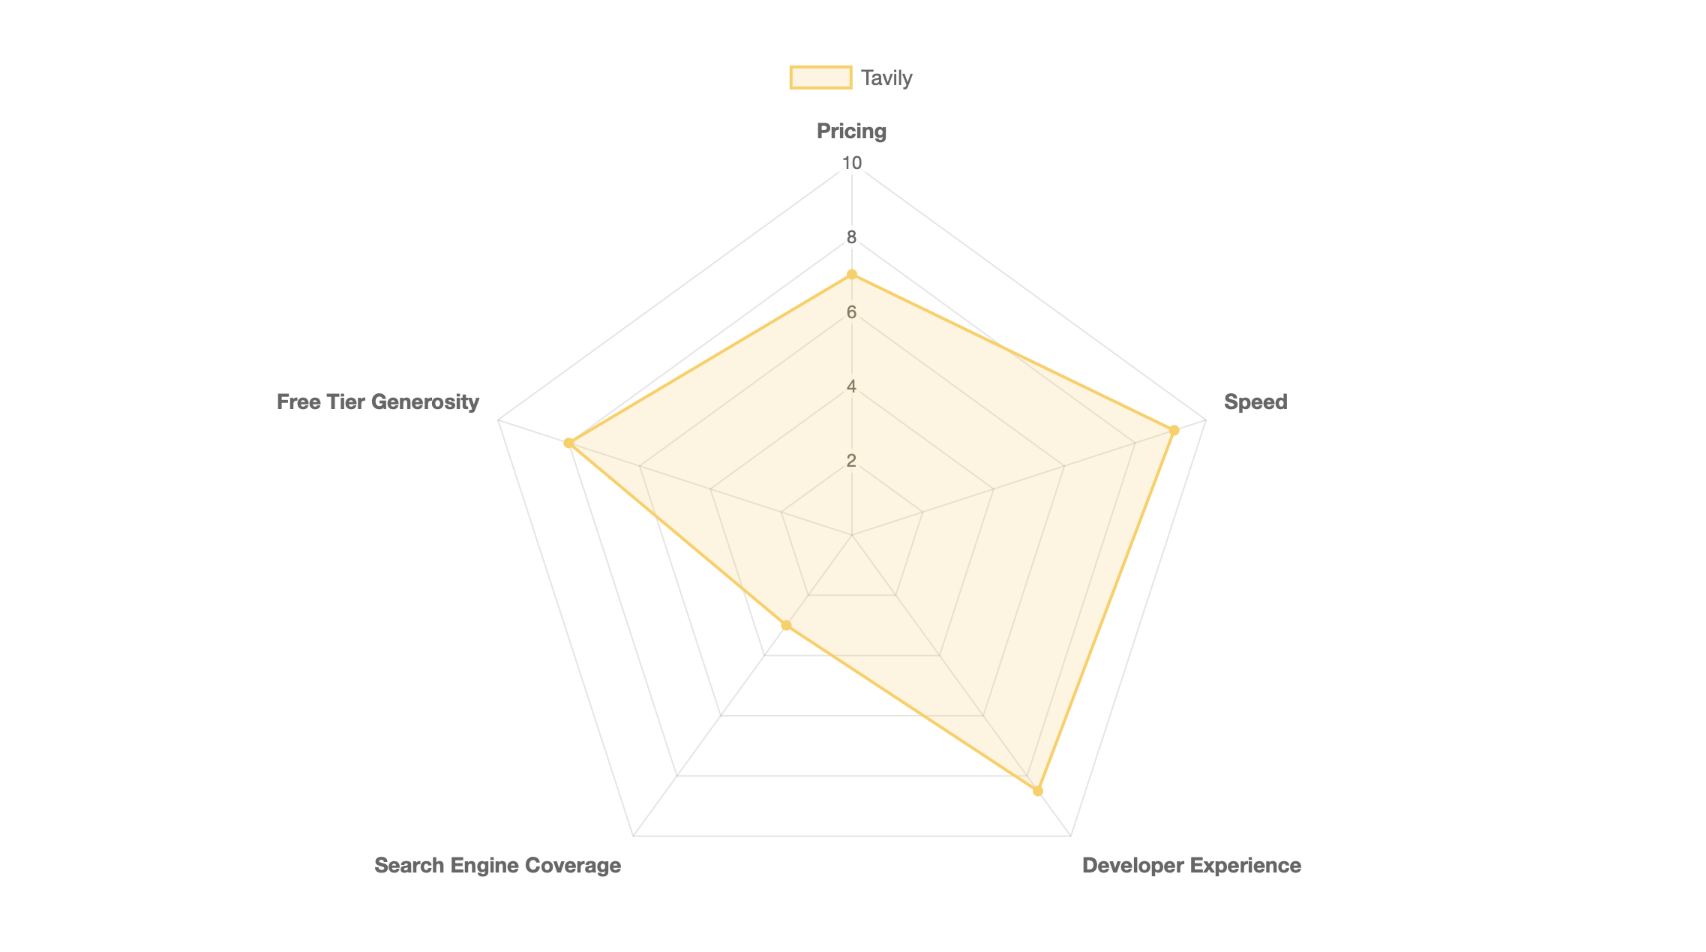 Tavily
Pricing
10
8
6
4
2
Free Tier Generosity
Speed
Search Engine Coverage
Developer Experience